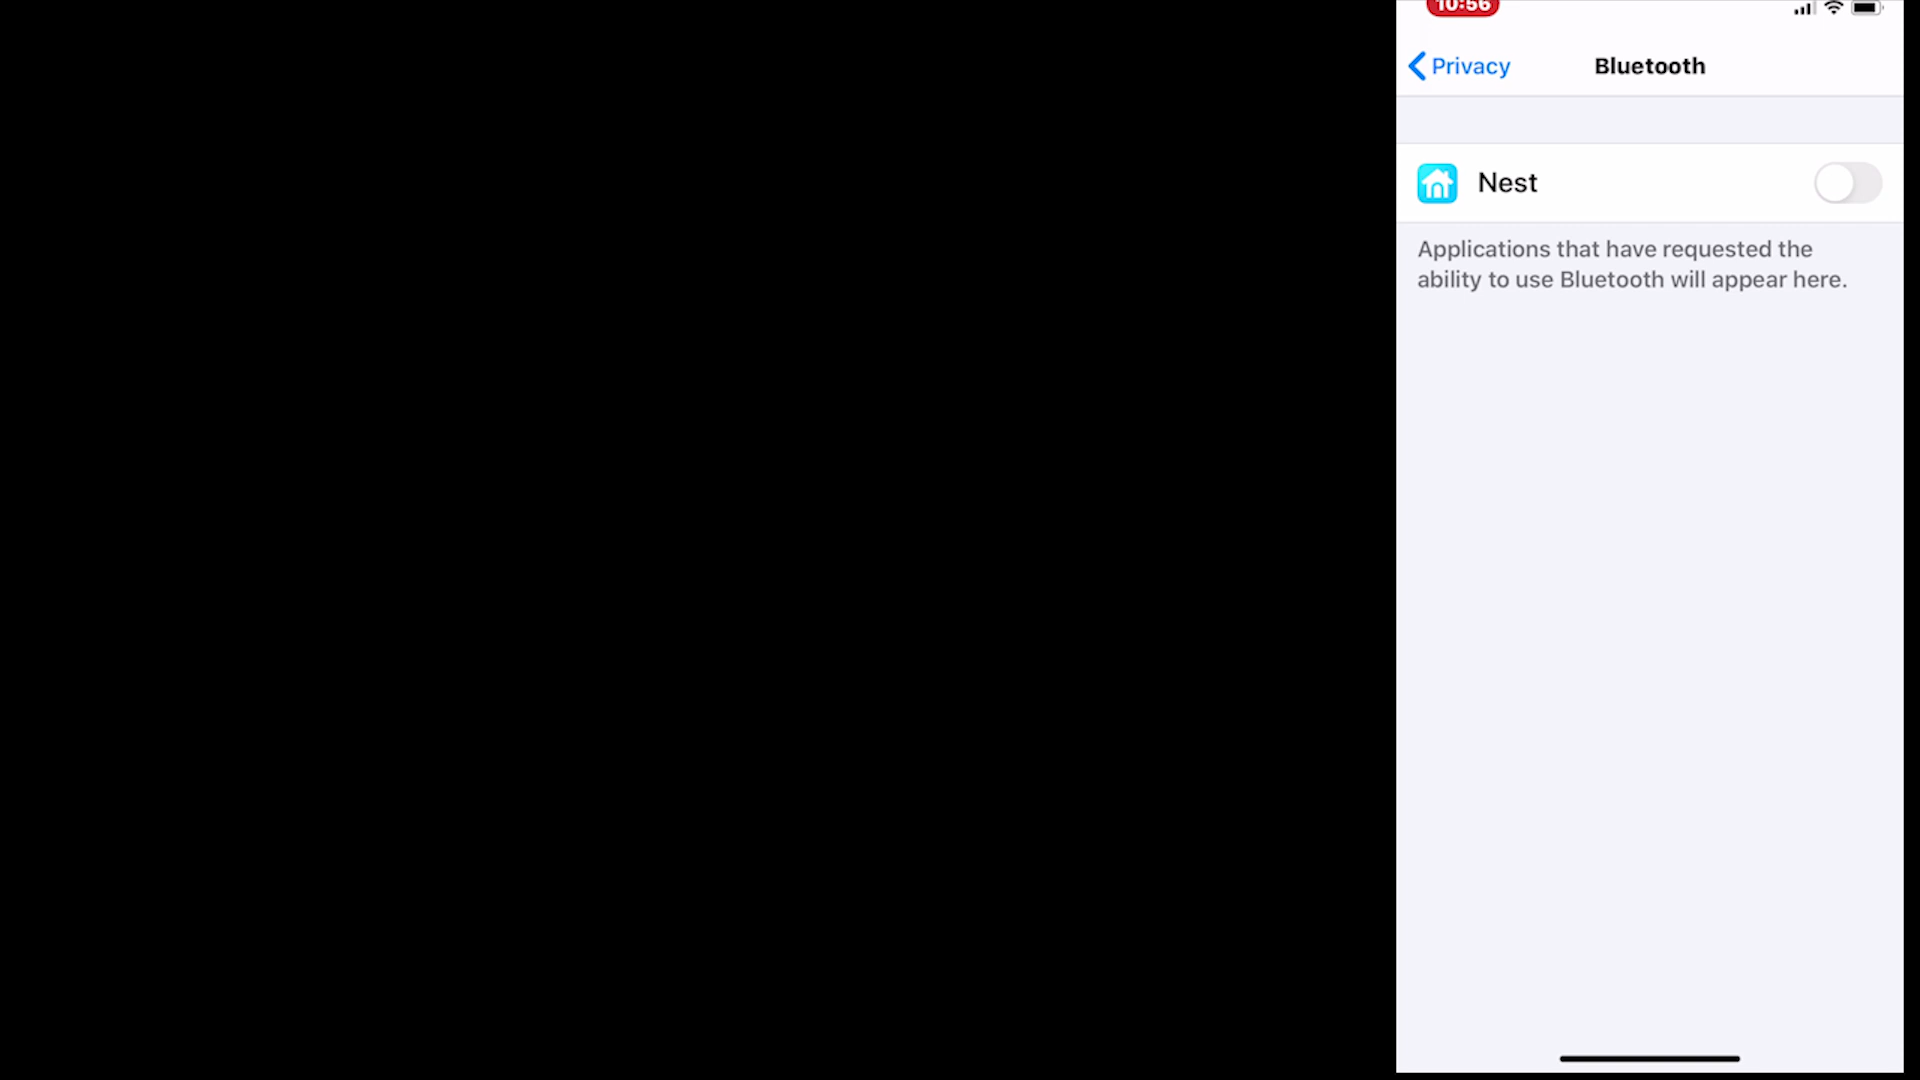 10:56
Privacy
Bluetooth
Nest
Applications that have requested the
ability to use Bluetooth will appear here.